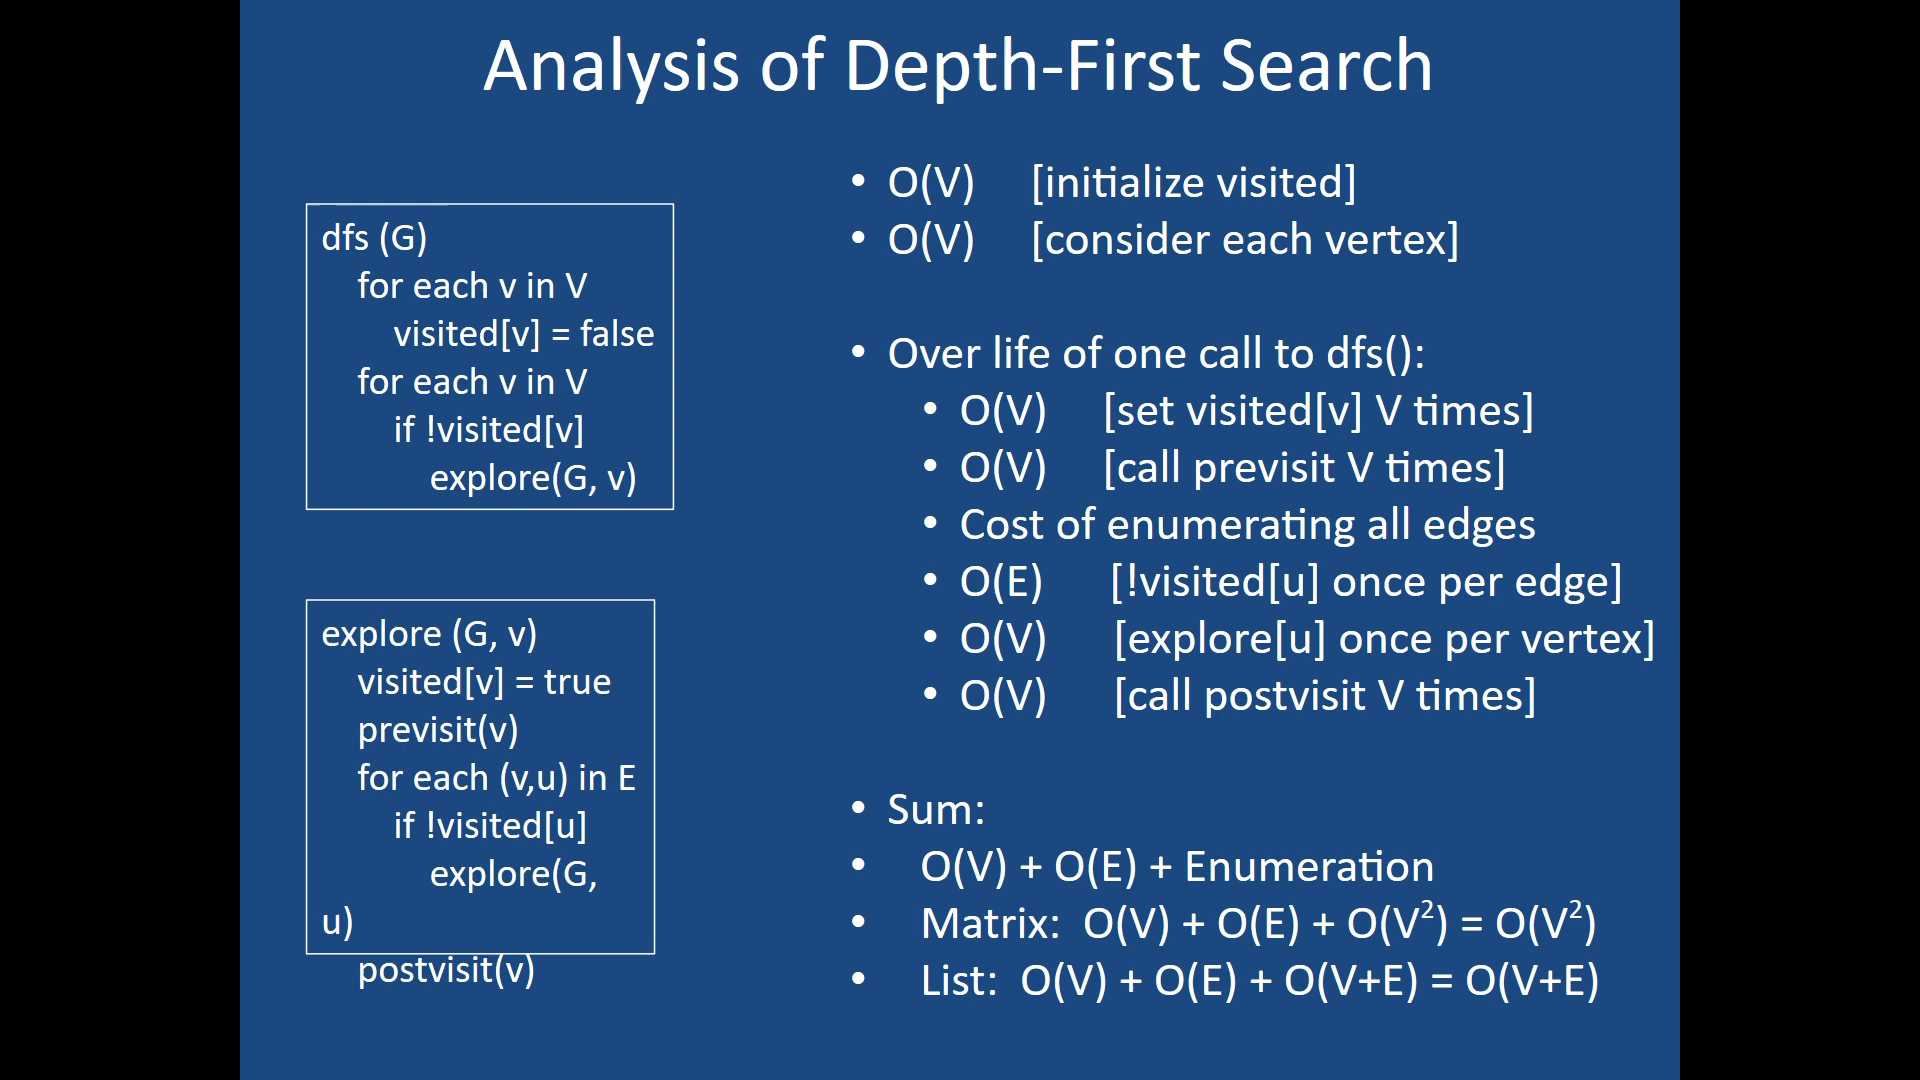 Analysis of Depth-First Search
dfs (G)
for each v in V
visited[v] = false
for each v in V
if !visited[v]
explore(G, v)
explore (G, v)
visited[v] = true
previsit(v)
for each (v,u) in E
if !visited[u]
explore(G,
u)
postvisit(v)
• O(V) [initialize visited]
• O(V) [consider each vertex]
• Over life of one call to dfs():
• O(V) [set visited[v] V times]
• O(V) [call previsit V times]
• Cost of enumerating all edges
• O(E) [!visited[u] once per edge]
• O(V) [explore[u] once per vertex]
• O(V) [call postvisit V times]
• Sum:
• O(V) + O(E) + Enumeration
• Matrix: O(V) + O(E) + O(V²) = O(V²)
• List: O(V) + O(E) + O(V+E) = O(V+E)